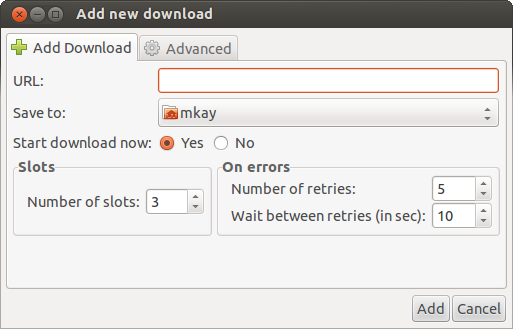 Add new download
Add Download
Advanced
URL:
Save to:
mkay
Start download now:
Yes
No
Slots
Number of slots:
3
On errors
Number of retries:
5
Wait between retries (in sec):
10
Add
Cancel